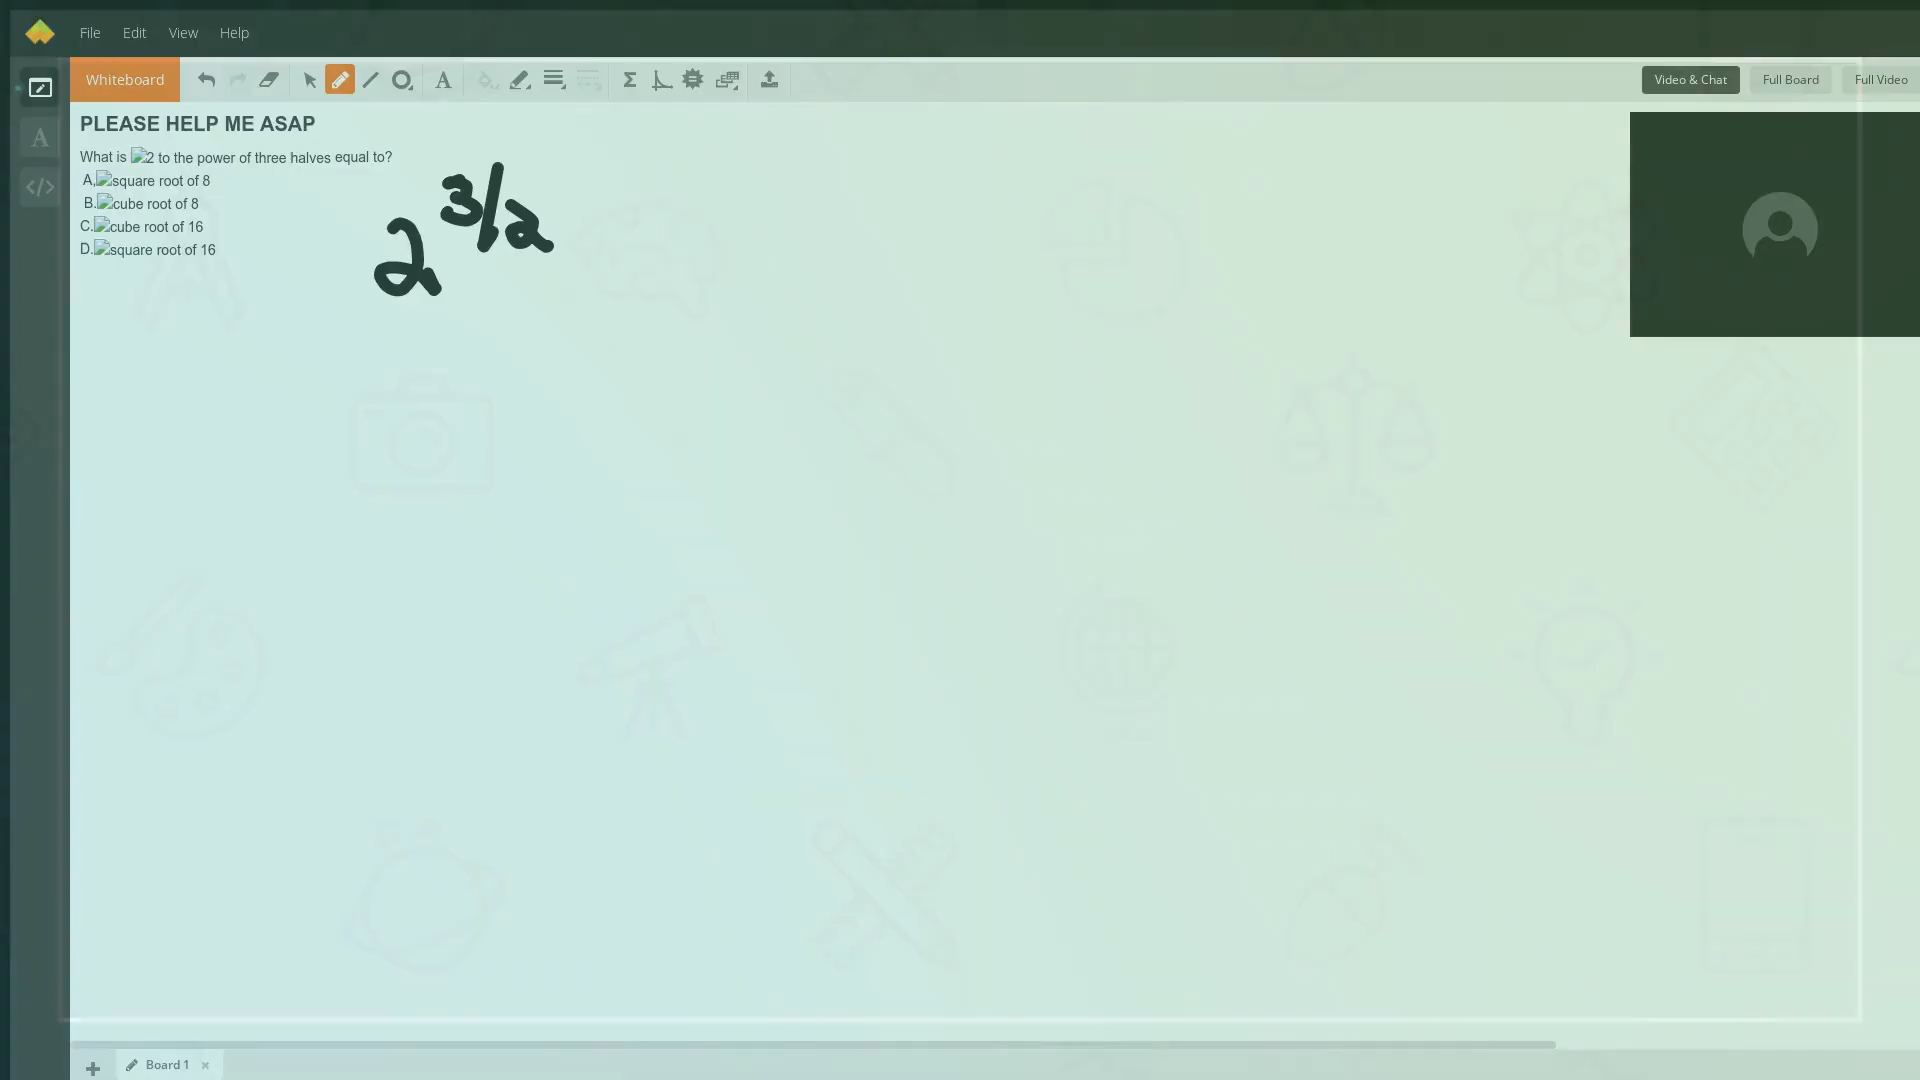 File Edit View Help
Whiteboard A Σ Video & Chat Full Board Full Video
A
</>
PLEASE HELP ME ASAP
What is 2 to the power of three halves equal to?
A, square root of 8
B. cube root of 8
C. cube root of 16
D. square root of 16
2^3/2
+ Board 1 ×